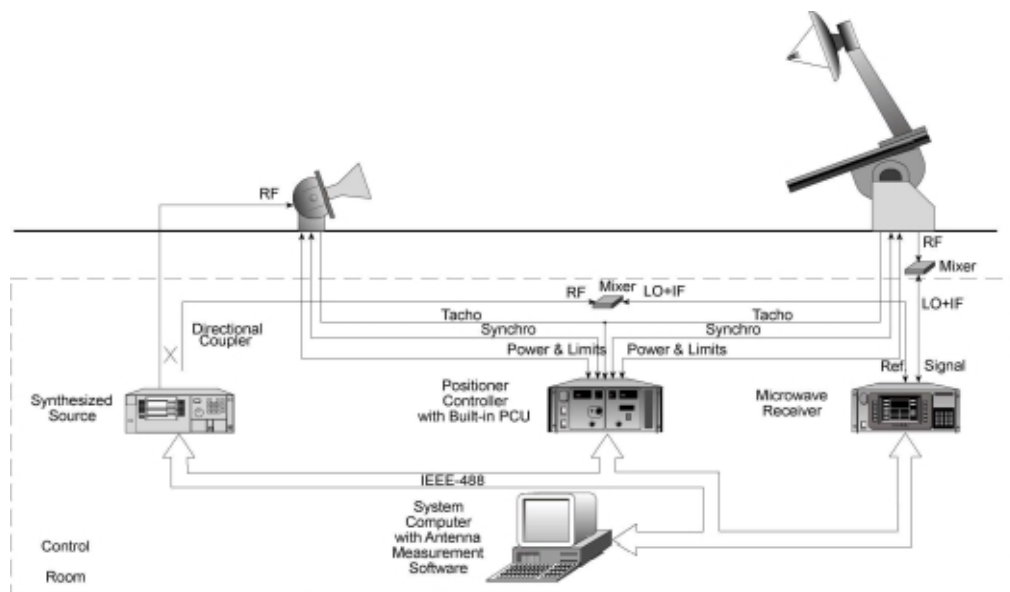 RF
RF
Mixer
RF
Mixer
LO+IF
LO+IF
Tacho
Tacho
Synchro
Synchro
Directional
Coupler
Power & Limits
Power & Limits
Ref.
Signal
Synthesized
Source
Positioner
Controller
with Built-in PCU
Microwave
Receiver
IEEE-488
System
Computer
with Antenna
Measurement
Software
Control
Room